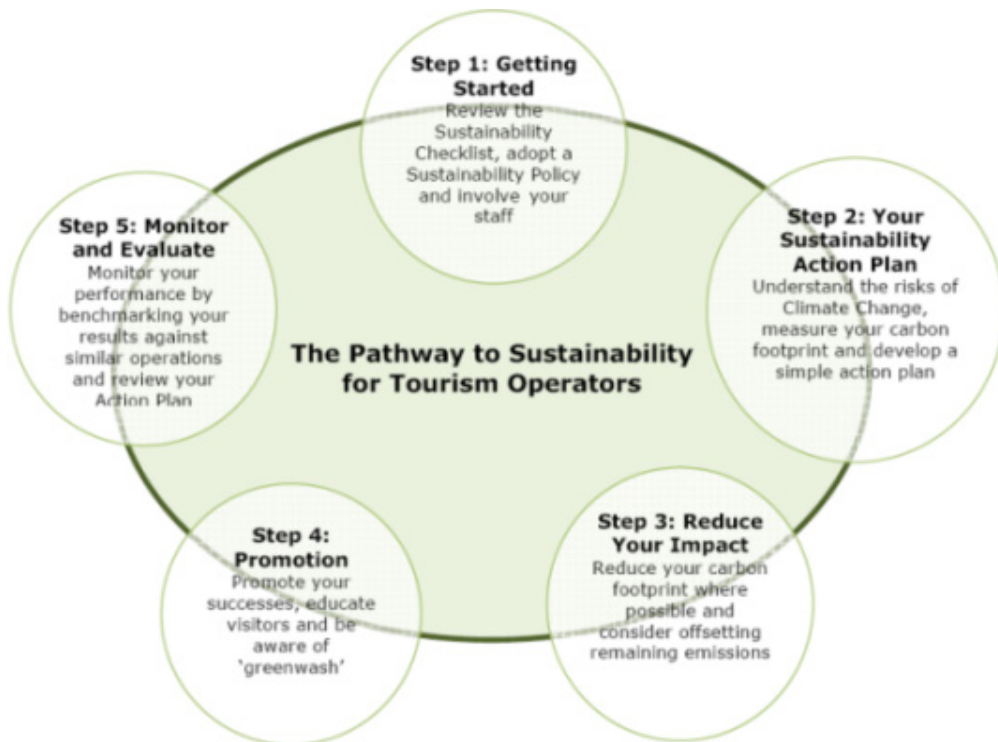 Step 1: Getting
Started
Review the
Sustainability
Checklist, adopt a
Sustainability Policy
and involve your
staff
Step 2: Your
Sustainability
Action Plan
Understand the risks of
Climate Change,
measure your carbon
footprint and develop a
simple action plan
Step 3: Reduce
Your Impact
Reduce your carbon
footprint where
possible and
consider offsetting
remaining emissions
Step 4:
Promotion
Promote your
successes, educate
visitors and be
aware of
‘greenwash’
Step 5: Monitor
and Evaluate
Monitor your
performance by
benchmarking your
results against
similar operations
and review your
Action Plan
The Pathway to Sustainability
for Tourism Operators